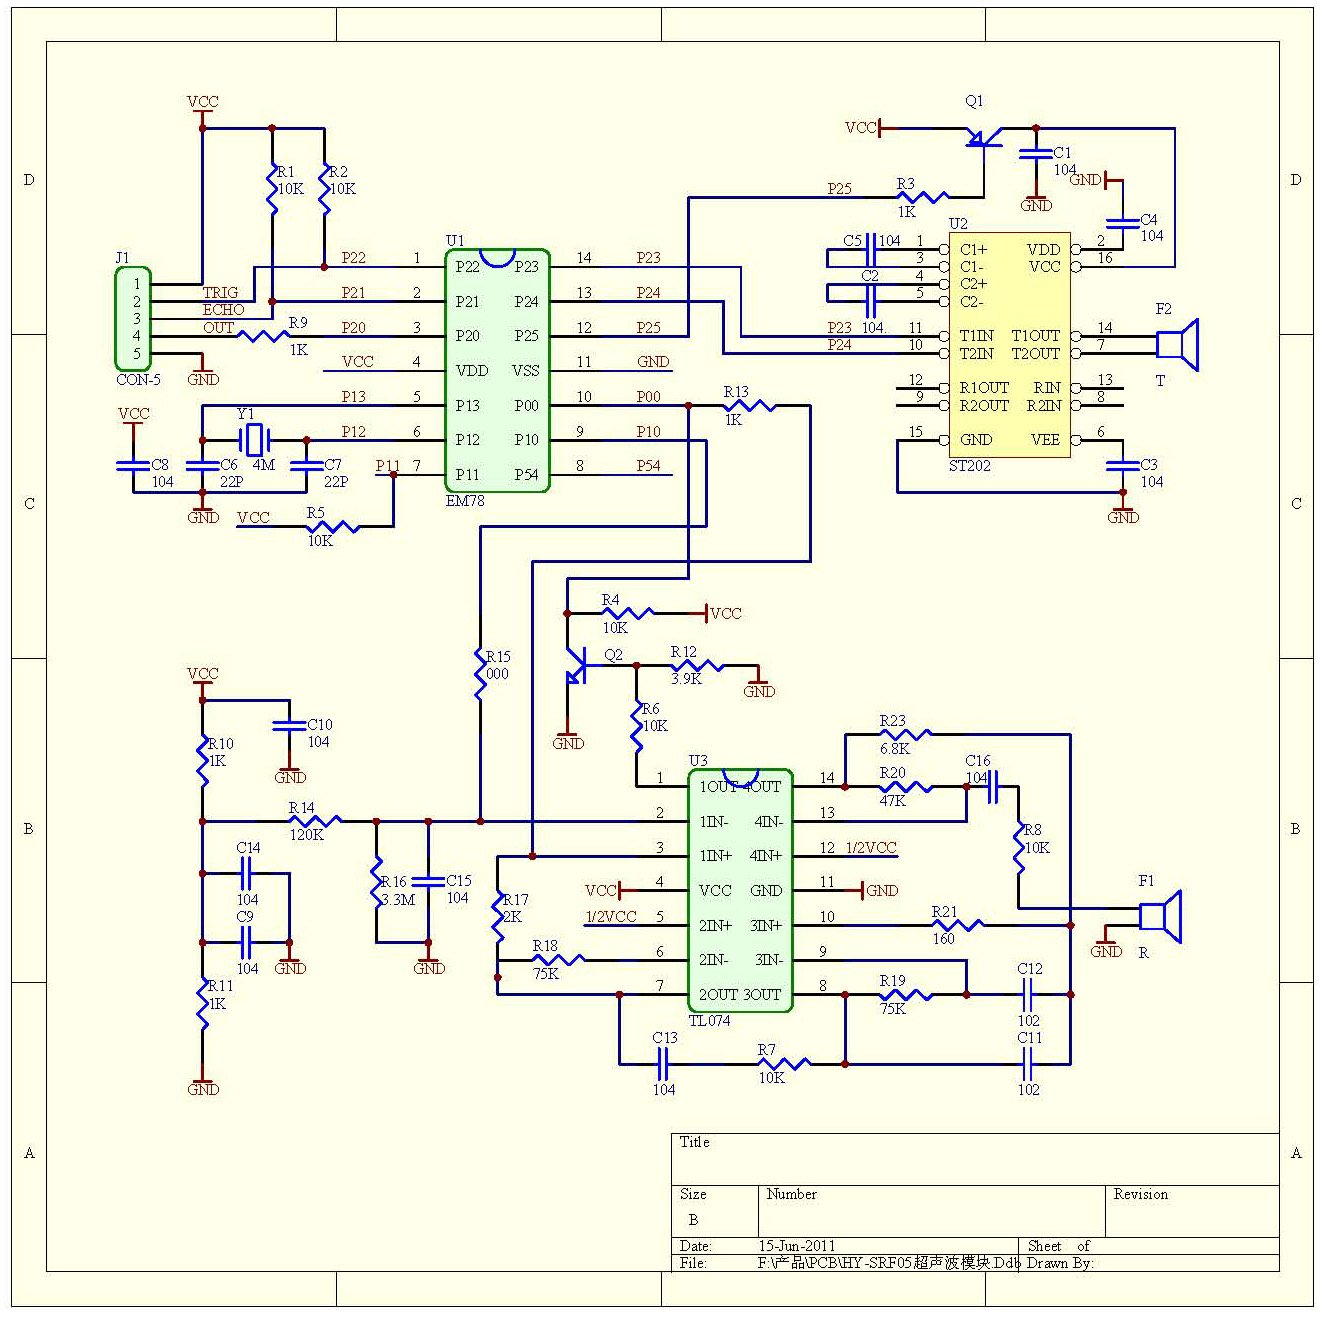 VCC
Q1
VCC
C1
104
GND
GND
D
R1
10K
R2
10K
P25
R3
1K
C4
104
D
J1
1
2
3
4
5
CON-5
TRIG
ECHO
OUT
R9
1K
GND
P22
P21
P20
VCC
P13
P12
P11
1
2
3
4
5
6
7
U1
P22 P23
P21 P24
P20 P25
VDD VSS
P13 P00
P12 P10
P11 P54
EM78
14
13
12
11
10
9
8
P23
P24
P25
GND
P00
P10
P54
R13
1K
C5 104
C2
104.
P23
P24
U2
1
3
4
5
11
10
12
9
15
C1+ VDD
C1- VCC
C2+
C2-
T1IN T1OUT
T2IN T2OUT
R1OUT RIN
R2OUT R2IN
GND VEE
ST202
2
16
14
7
13
8
6
F2
T
C3
104
GND
VCC
C8
104
Y1
4M
C6
22P
C7
22P
GND
VCC
R5
10K
C
C
R4
10K
VCC
Q2
R12
3.9K
GND
R15
000
GND
R6
10K
VCC
C10
104
GND
R10
1K
R14
120K
B
C14
104
C9
104
GND
R16
3.3M
C15
104
GND
R11
1K
GND
R17
2K
R18
75K
VCC
1/2VCC
U3
1
2
3
4
5
6
7
1OUT 4OUT
1IN- 4IN-
1IN+ 4IN+
VCC GND
2IN+ 3IN+
2IN- 3IN-
2OUT 3OUT
TL074
14
13
12
11
10
9
8
R23
6.8K
R20
47K
C16
104
R8
10K
1/2VCC
GND
R21
160
F1
R
GND
B
R19
75K
C12
102
C11
102
C13
104
R7
10K
A
A
Title
Size
B
Number
Revision
Date: 15-Jun-2011 Sheet of
File: F:\产品\PCB\HY-SRF05超声波模块.Ddb Drawn By: